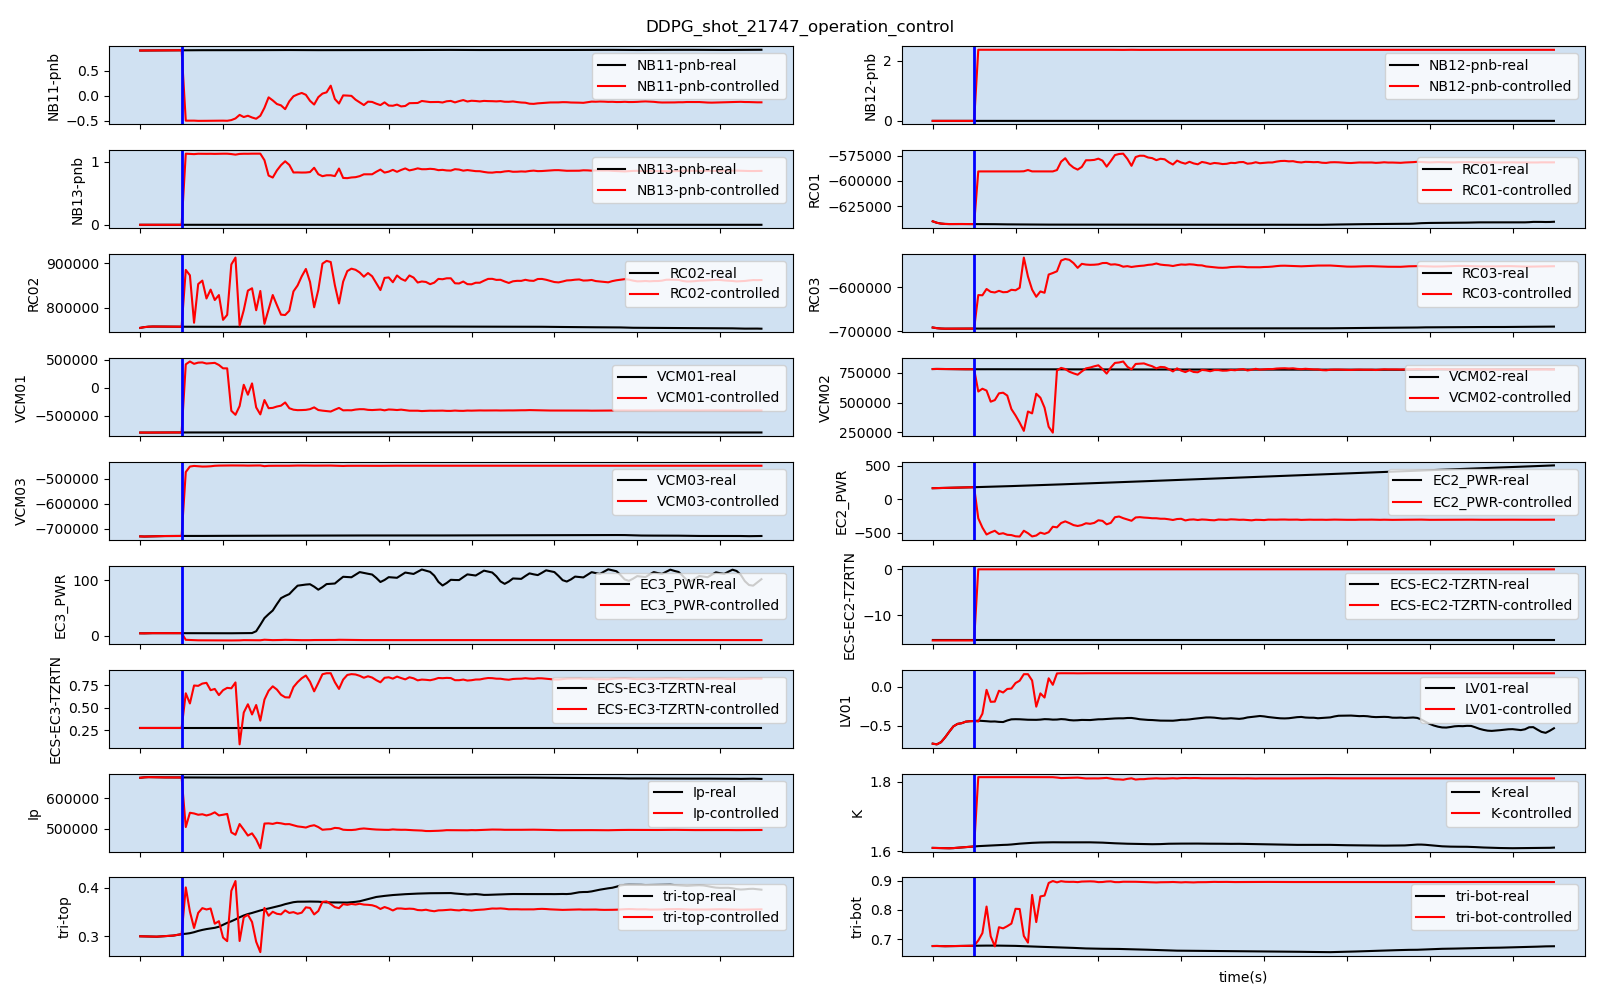 DDPG_shot_21747_operation_control
NB11-pnb
0.5
0.0
−0.5
NB11-pnb-real
NB11-pnb-controlled
NB12-pnb
2
0
NB12-pnb-real
NB12-pnb-controlled
NB13-pnb
1
0
NB13-pnb-real
NB13-pnb-controlled
RC01
−575000
−600000
−625000
RC01-real
RC01-controlled
RC02
900000
800000
RC02-real
RC02-controlled
RC03
−600000
−700000
RC03-real
RC03-controlled
VCM01
500000
0
−500000
VCM01-real
VCM01-controlled
VCM02
750000
500000
250000
VCM02-real
VCM02-controlled
VCM03
−500000
−600000
−700000
VCM03-real
VCM03-controlled
EC2_PWR
500
0
−500
EC2_PWR-real
EC2_PWR-controlled
EC3_PWR
100
0
EC3_PWR-real
EC3_PWR-controlled
ECS-EC2-TZRTN
0
−10
ECS-EC2-TZRTN-real
ECS-EC2-TZRTN-controlled
ECS-EC3-TZRTN
0.75
0.50
0.25
ECS-EC3-TZRTN-real
ECS-EC3-TZRTN-controlled
LV01
0.0
−0.5
LV01-real
LV01-controlled
Ip
600000
500000
Ip-real
Ip-controlled
K
1.8
1.6
K-real
K-controlled
tri-top
0.4
0.3
tri-top-real
tri-top-controlled
tri-bot
0.9
0.8
0.7
tri-bot-real
tri-bot-controlled
time(s)